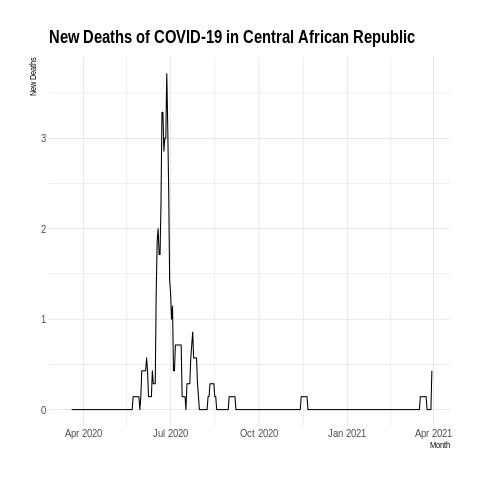 New Deaths of COVID-19 in Central African Republic
New Deaths
3
2
1
0
Apr 2020 Jul 2020 Oct 2020 Jan 2021 Apr 2021
Month